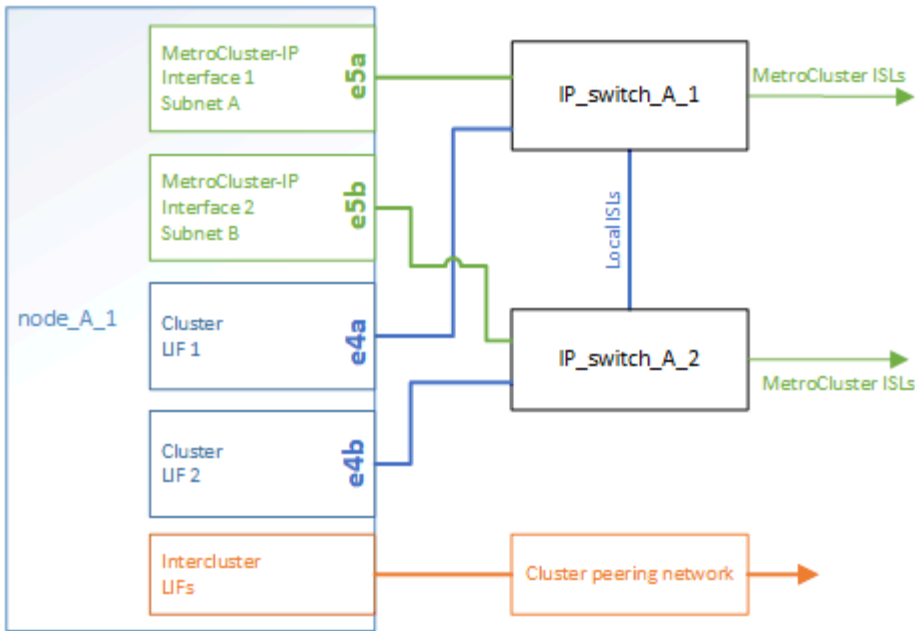 node_A_1
MetroCluster-IP
Interface 1
Subnet A
e5a
MetroCluster-IP
Interface 2
Subnet B
e5b
Cluster
LIF 1
e4a
Cluster
LIF 2
e4b
Intercluster
LIFs
IP_switch_A_1
MetroCluster ISLs
Local ISLs
IP_switch_A_2
MetroCluster ISLs
Cluster peering network